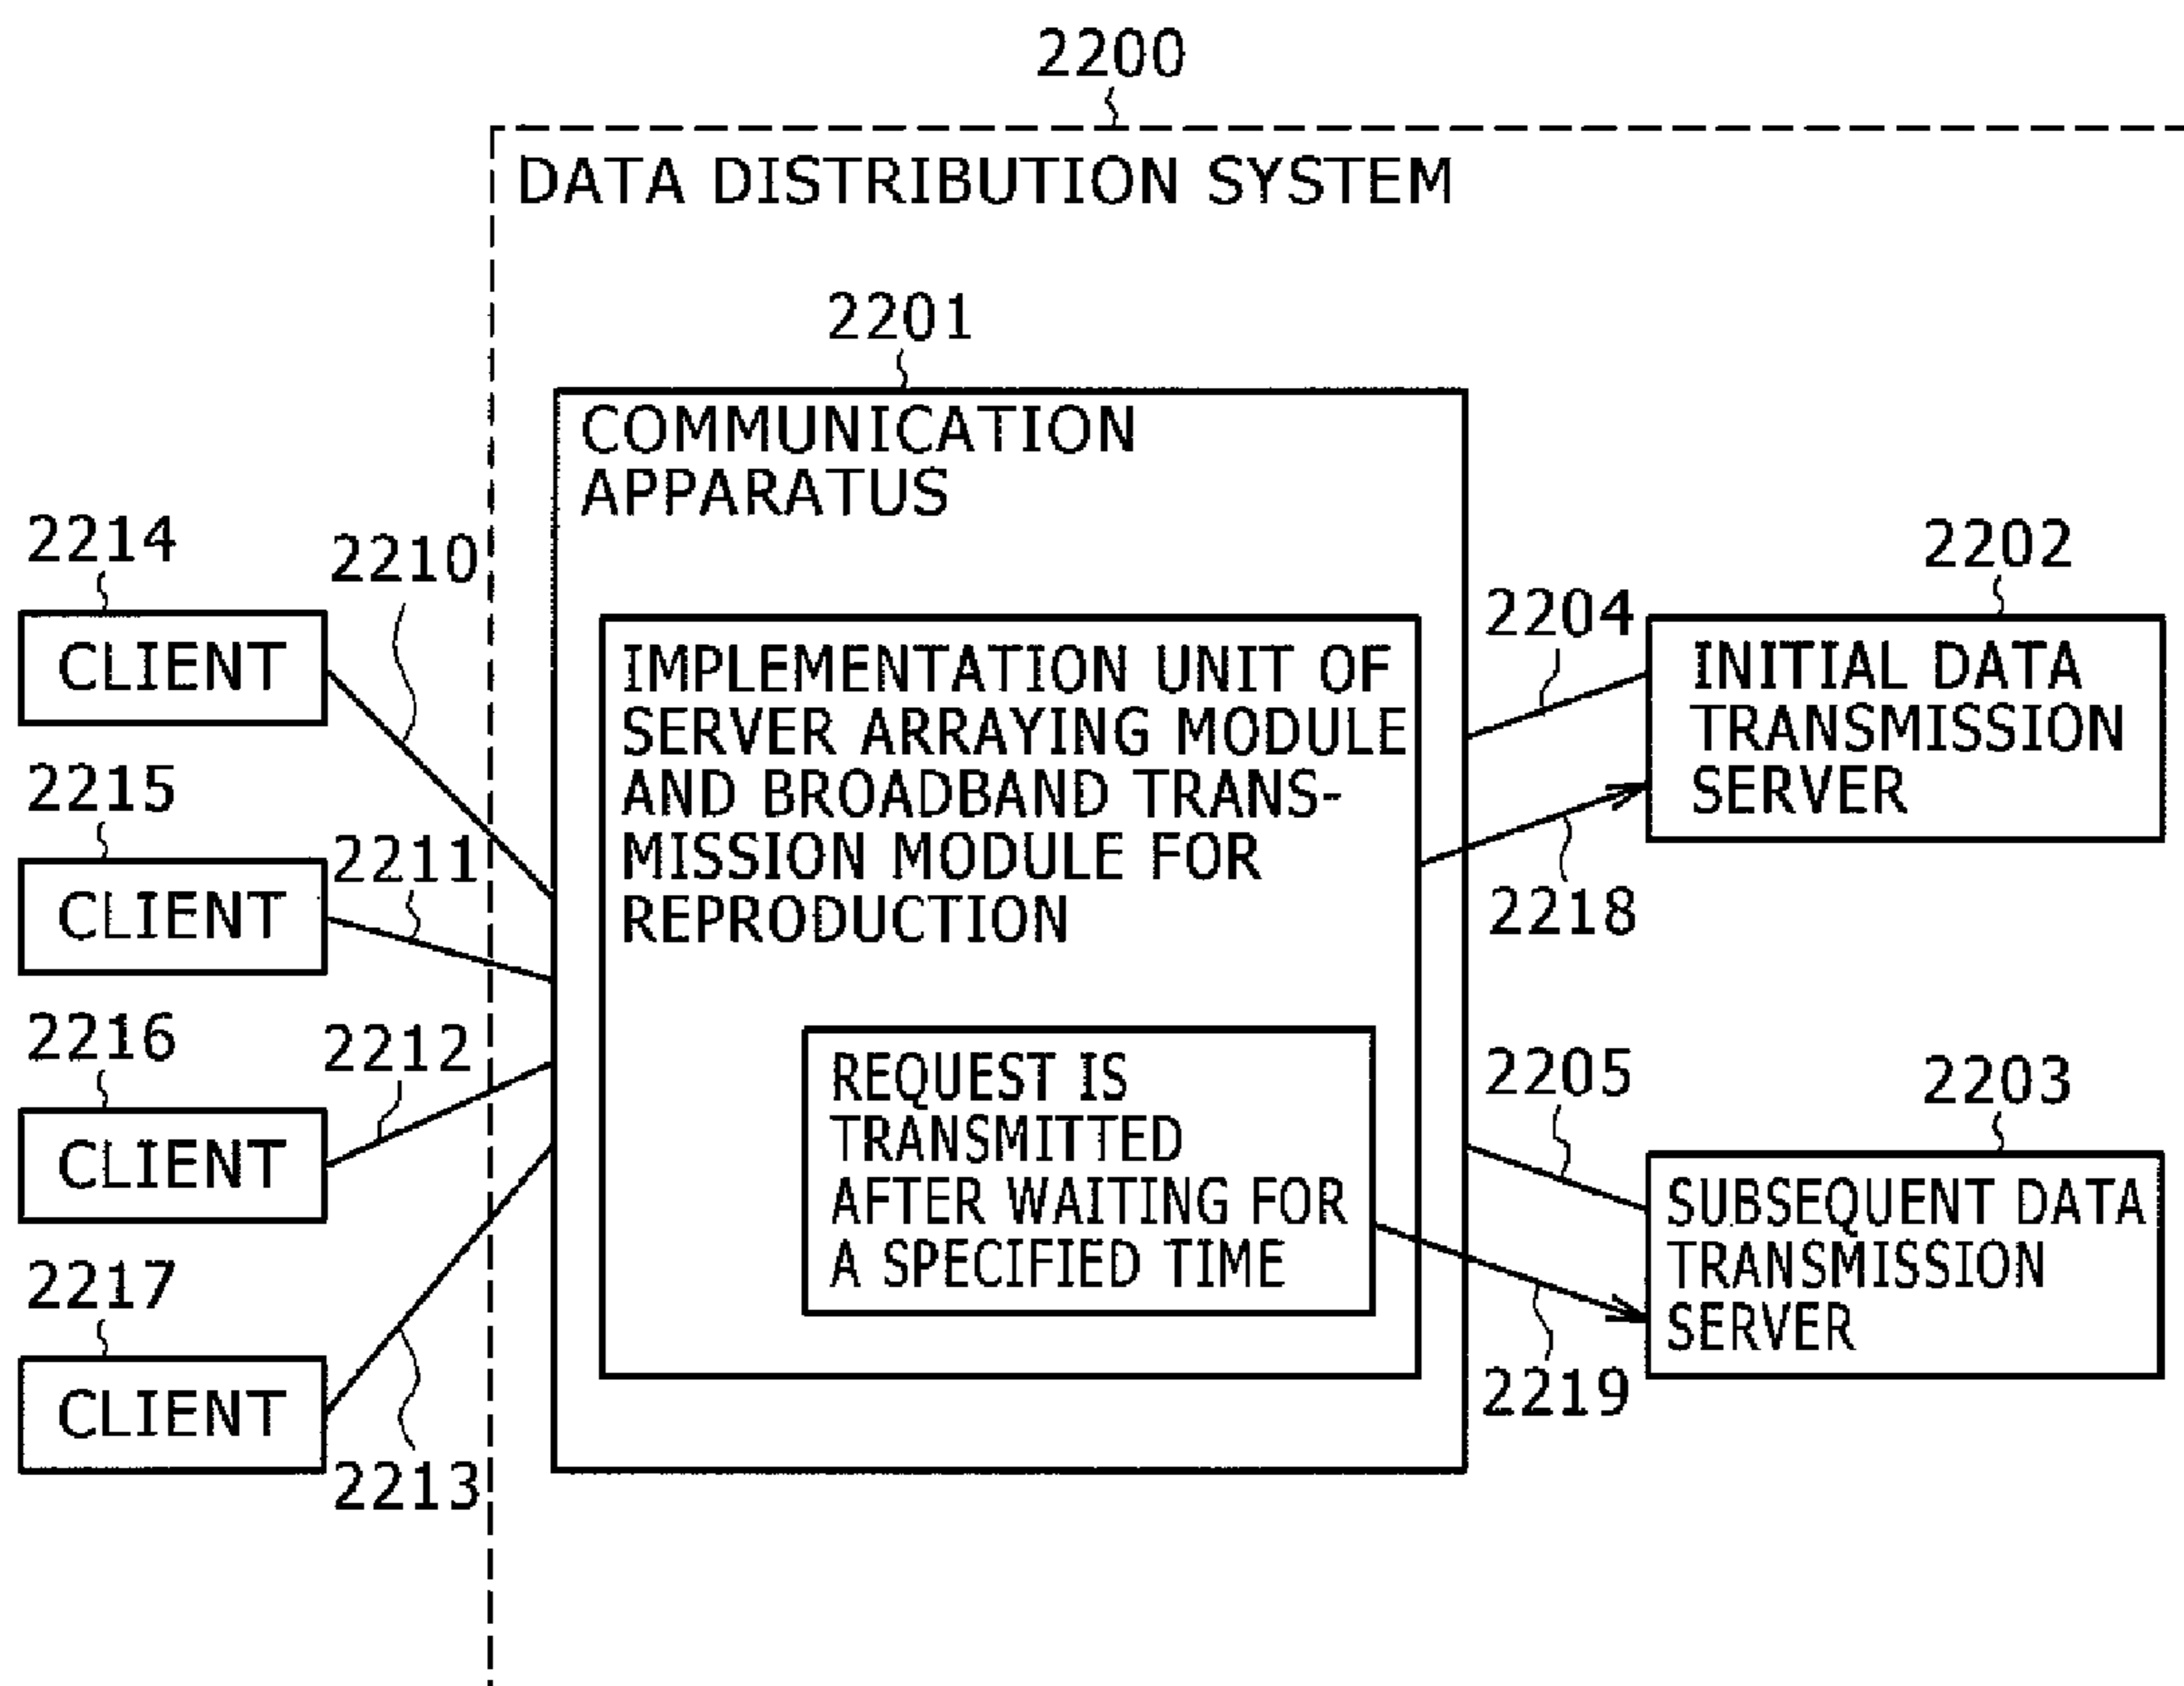 2200
DATA DISTRIBUTION SYSTEM
2201
COMMUNICATION
APPARATUS
2214
2210
CLIENT
2215
2211
CLIENT
2216
2212
CLIENT
2217
CLIENT
2213
IMPLEMENTATION UNIT OF
SERVER ARRAYING MODULE
AND BROADBAND TRANS-
MISSION MODULE FOR
REPRODUCTION
REQUEST IS
TRANSMITTED
AFTER WAITING FOR
A SPECIFIED TIME
2204
2202
INITIAL DATA
TRANSMISSION
SERVER
2218
2205
2203
SUBSEQUENT DATA
TRANSMISSION
SERVER
2219